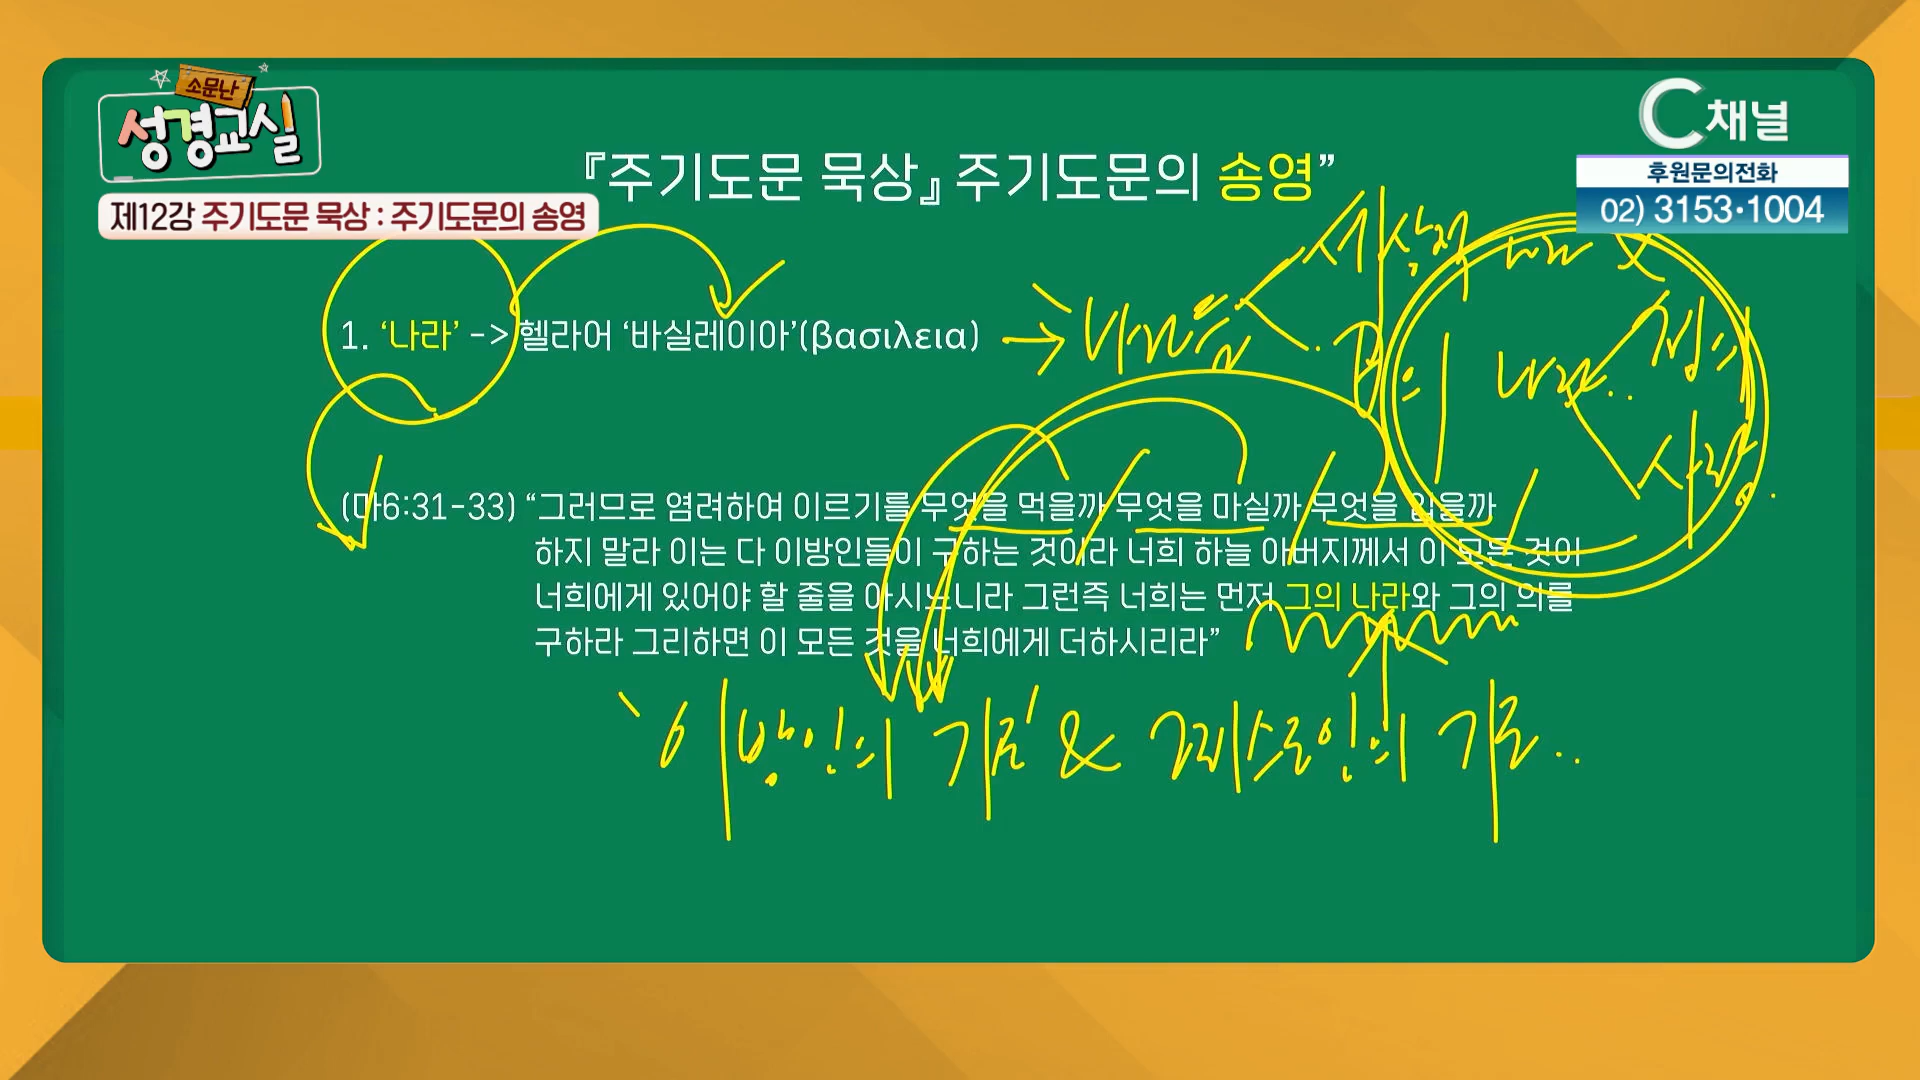 소문난
성경교실
제12강 주기도문 묵상 : 주기도문의 송영
C채널
후원문의전화
02) 3153·1004
『주기도문 묵상』 주기도문의 송영”
1. ‘나라’ -> 헬라어 ‘바실레이아’(βασιλεια)
나라
사랑
(마6:31-33) “그러므로 염려하여 이르기를 무엇을 먹을까 무엇을 마실까 무엇을 입을까
하지 말라 이는 다 이방인들이 구하는 것이라 너희 하늘 아버지께서 이 모든 것이
너희에게 있어야 할 줄을 아시느니라 그런즉 너희는 먼저 그의 나라와 그의 의를
구하라 그리하면 이 모든 것을 너희에게 더하시리라”
‘이방인의 기도’ & 그리스도인의 기도..